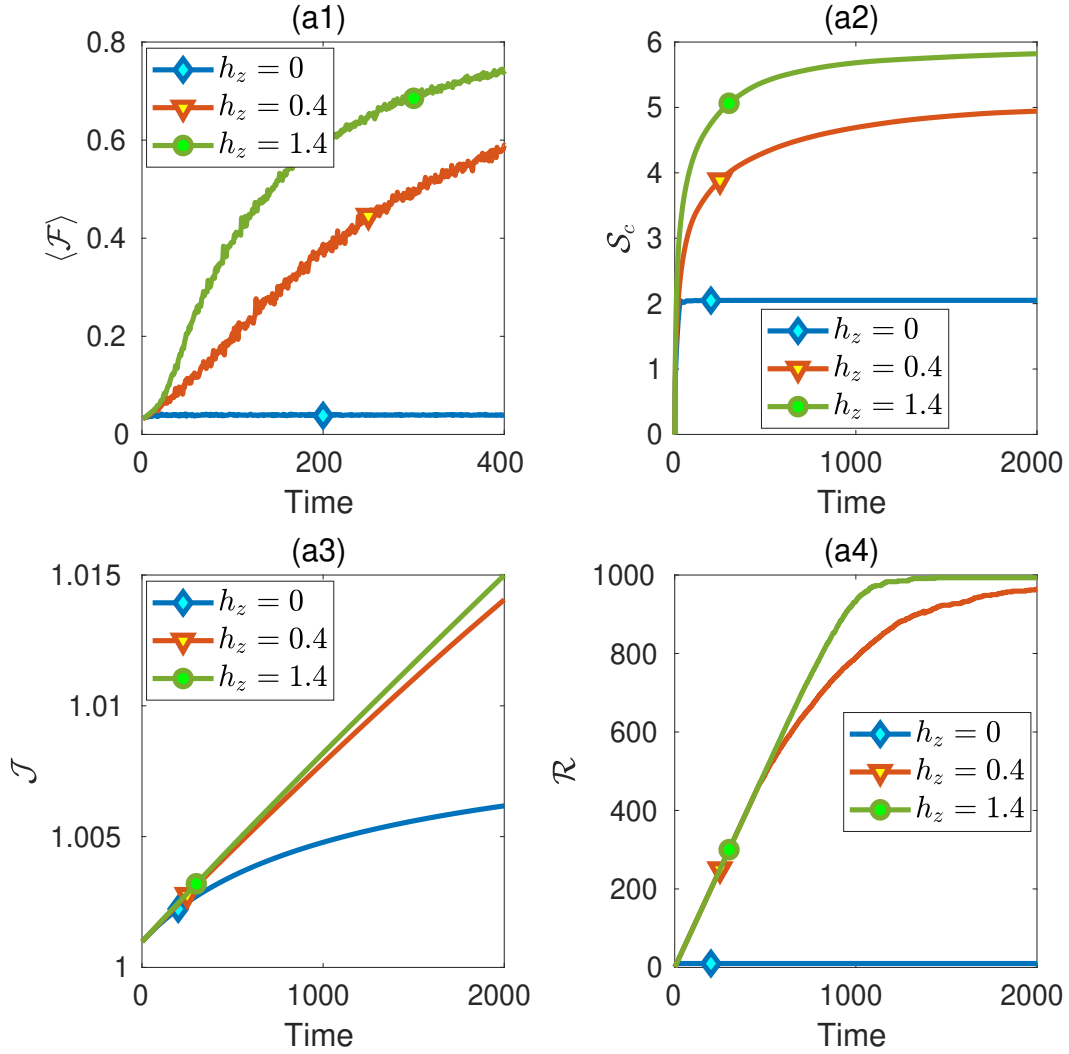 (a1)
0.8
0.6
0.4
0.2
0
⟨ℱ⟩
h_z = 0
h_z = 0.4
h_z = 1.4
0
200
400
Time
(a2)
6
5
4
3
2
1
0
𝒮_c
h_z = 0
h_z = 0.4
h_z = 1.4
0
1000
2000
Time
(a3)
1.015
1.01
1.005
1
𝒥
h_z = 0
h_z = 0.4
h_z = 1.4
0
1000
2000
Time
(a4)
1000
800
600
400
200
0
ℛ
h_z = 0
h_z = 0.4
h_z = 1.4
0
1000
2000
Time